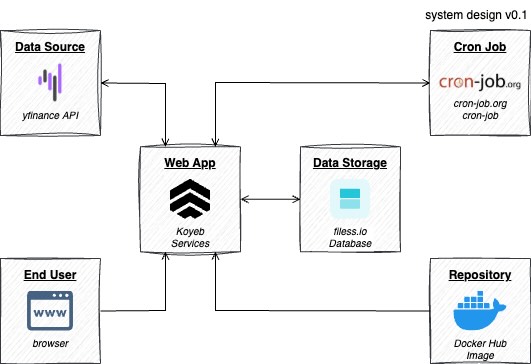 system design v0.1
Data Source
yfinance API
Cron Job
cron-job.org
cron-job.org
cron-job
Web App
Koyeb
Services
Data Storage
filess.io
Database
End User
www
browser
Repository
Docker Hub
Image